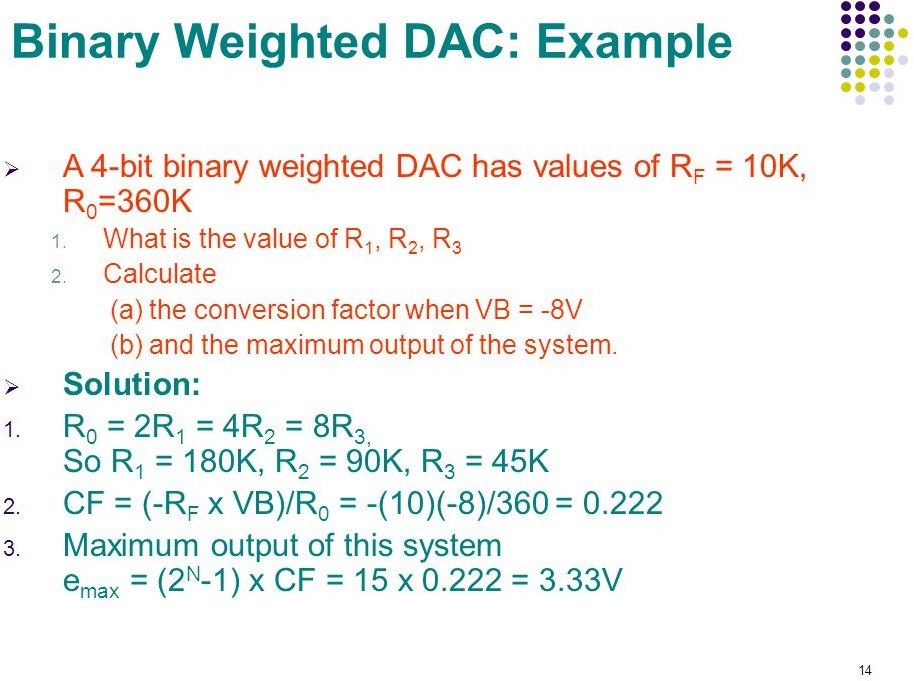 Binary Weighted DAC: Example
➢ A 4-bit binary weighted DAC has values of R_F = 10K,
R₀=360K
1. What is the value of R₁, R₂, R₃
2. Calculate
(a) the conversion factor when VB = -8V
(b) and the maximum output of the system.
➢ Solution:
1. R₀ = 2R₁ = 4R₂ = 8R₃,
So R₁ = 180K, R₂ = 90K, R₃ = 45K
2. CF = (-R_F x VB)/R₀ = -(10)(-8)/360 = 0.222
3. Maximum output of this system
e_max = (2ᴺ-1) x CF = 15 x 0.222 = 3.33V
14